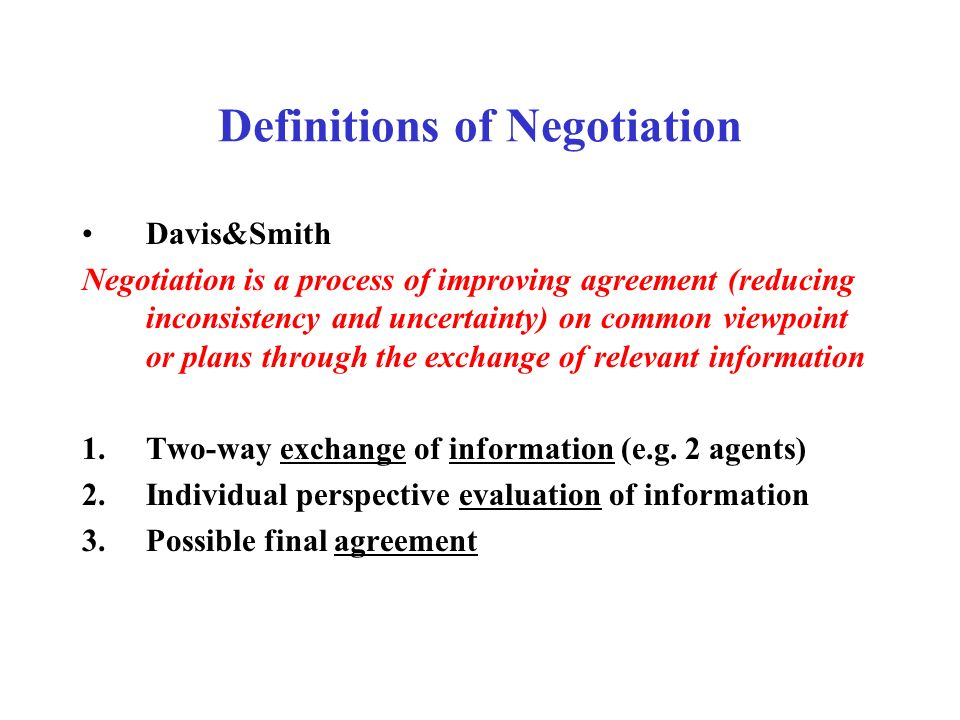 Definitions of Negotiation
• Davis&Smith
Negotiation is a process of improving agreement (reducing
inconsistency and uncertainty) on common viewpoint
or plans through the exchange of relevant information
1. Two-way exchange of information (e.g. 2 agents)
2. Individual perspective evaluation of information
3. Possible final agreement